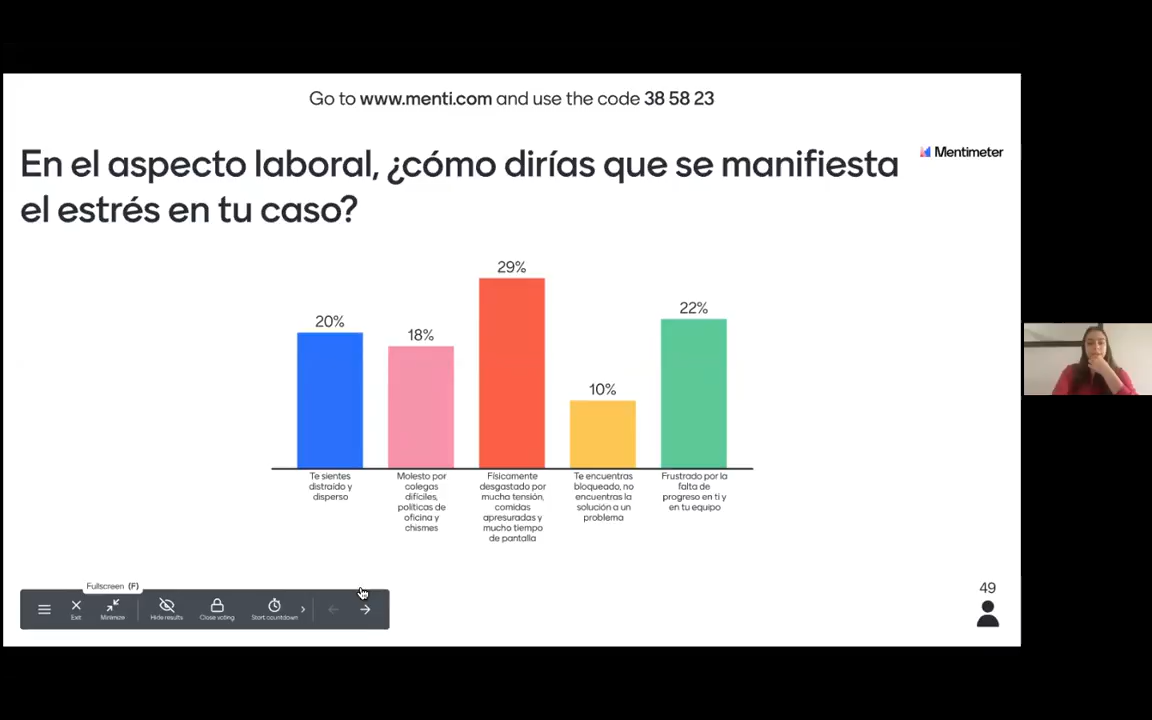 Go to www.menti.com and use the code 38 58 23
En el aspecto laboral, ¿cómo dirías que se manifiesta
el estrés en tu caso?
Mentimeter
20%
18%
29%
10%
22%
Te sientes
distraído y
disperso
Molesto por
colegas
difíciles,
políticas de
oficina y
chismes
Físicamente
desgastado por
mucha tensión,
comidas
apresuradas y
mucho tiempo
de pantalla
Te encuentras
bloqueado, no
encuentras la
solución a un
problema
Frustrado por la
falta de
progreso en ti y
en tu equipo
Fullscreen (F)
Exit
Minimize
Hide results
Close voting
Start countdown
49